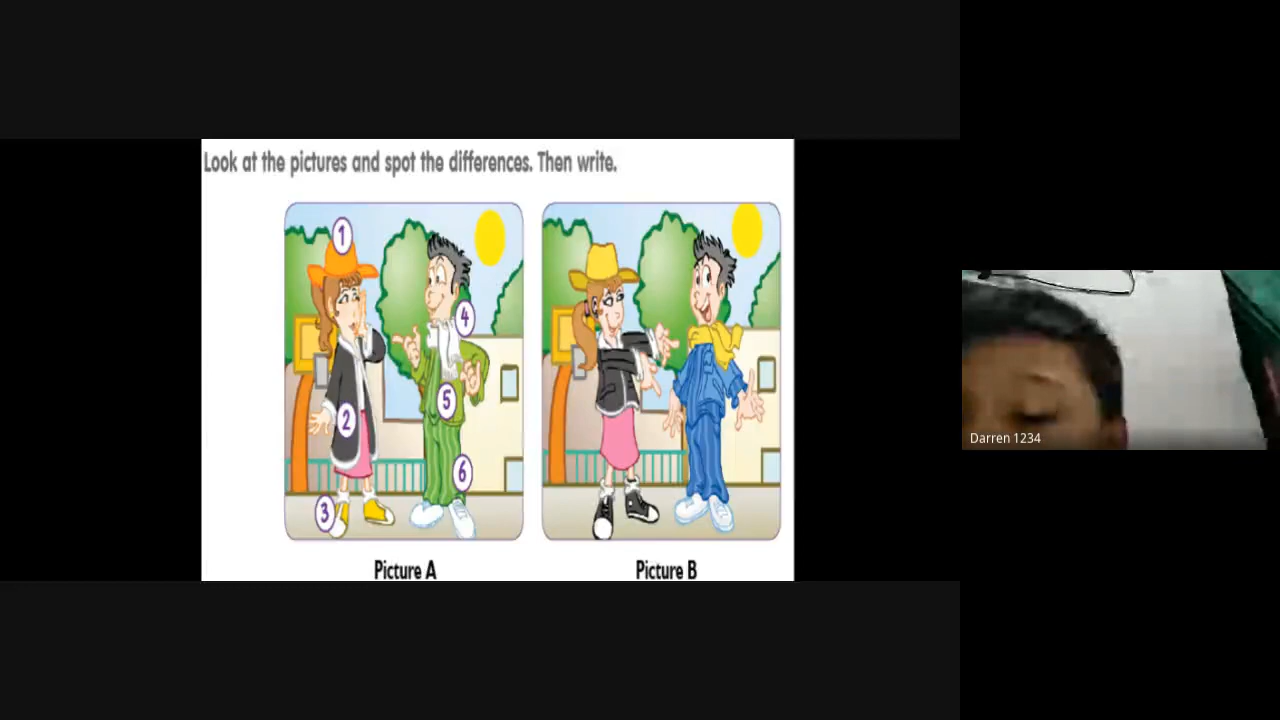 Look at the pictures and spot the differences. Then write.
1
4
5
2
6
3
Picture A Picture B
Darren 1234